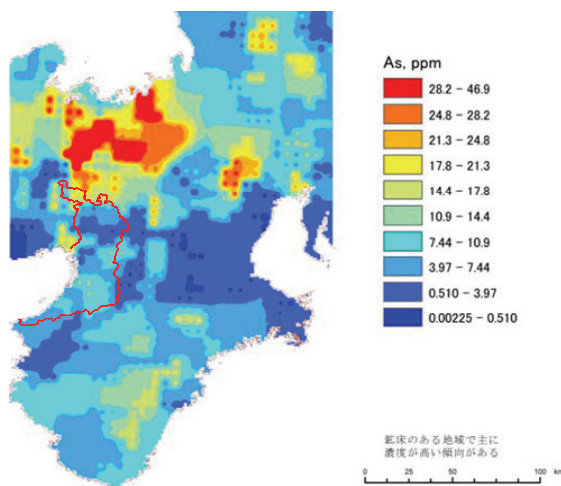 As, ppm
28.2 - 46.9
24.8 - 28.2
21.3 - 24.8
17.8 - 21.3
14.4 - 17.8
10.9 - 14.4
7.44 - 10.9
3.97 - 7.44
0.510 - 3.97
0.00225 - 0.510
鉱床のある地域で主に
濃度が高い傾向がある
0 25 50 100 km